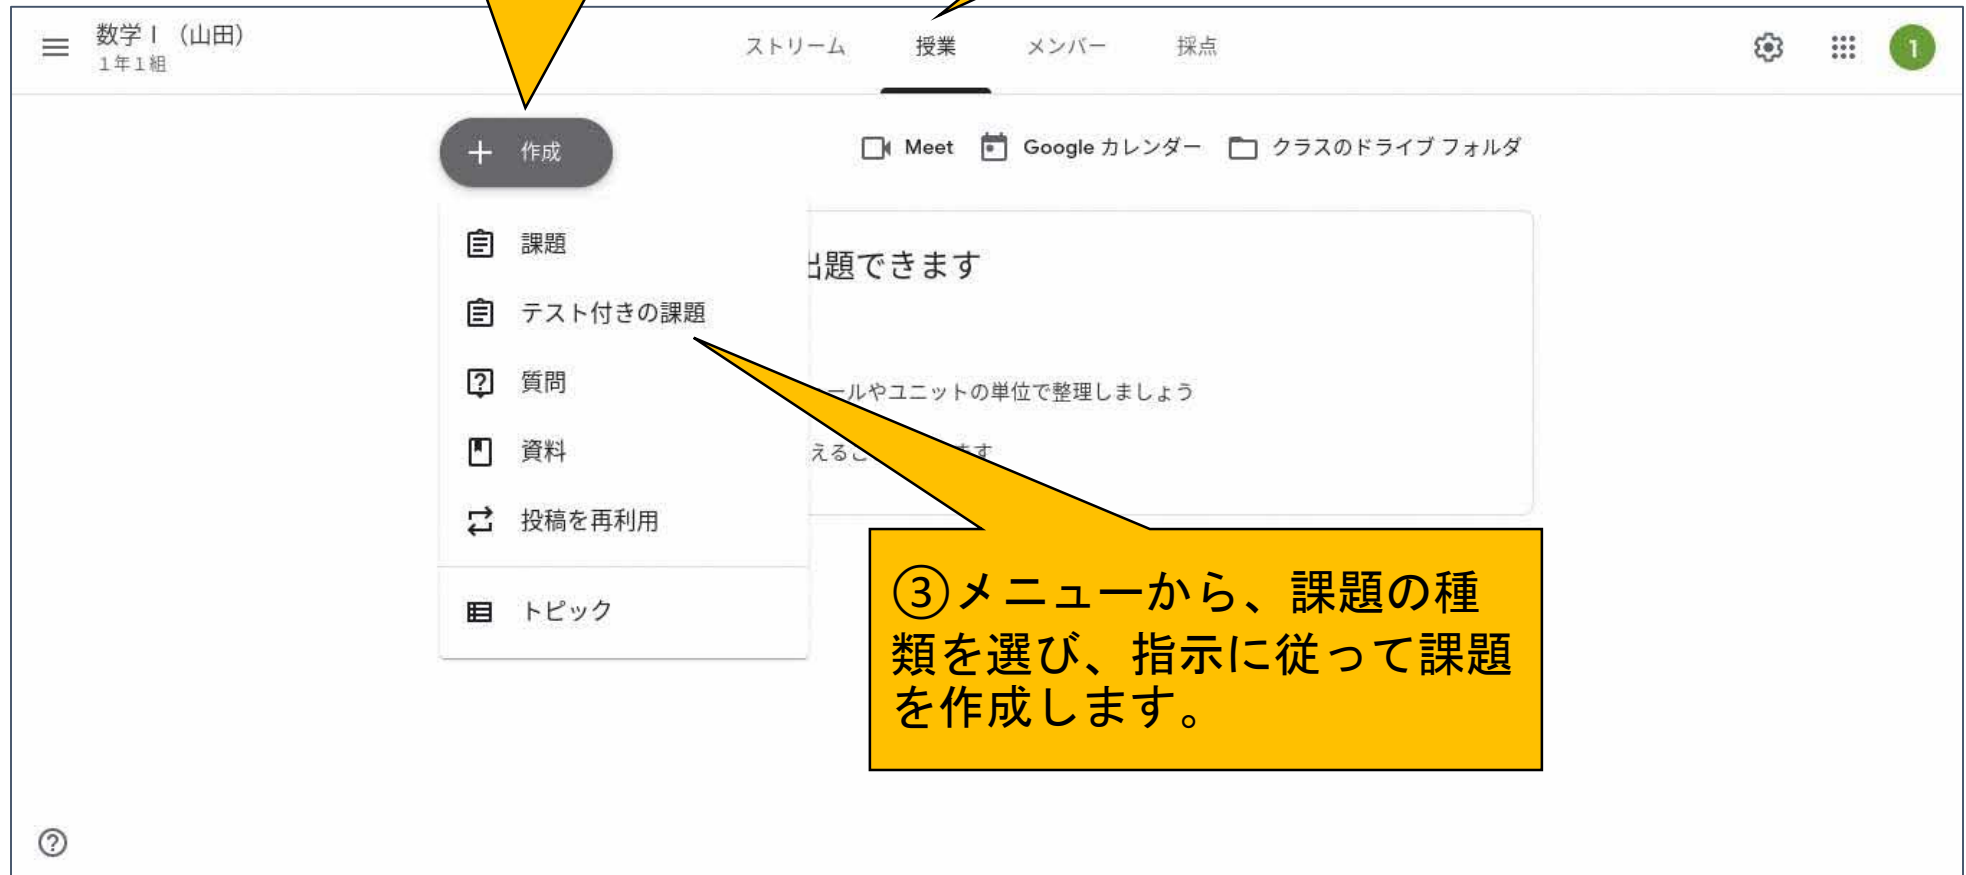 数学Ⅰ（山田）
1年1組
ストリーム 授業 メンバー 採点
1
作成
Meet Google カレンダー クラスのドライブ フォルダ
課題
テスト付きの課題
質問
資料
投稿を再利用
トピック
出題できます
ールやユニットの単位で整理しましょう
えるこ
ます
③メニューから、課題の種
類を選び、指示に従って課題
を作成します。